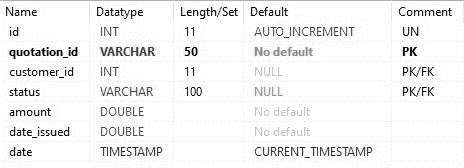 Name Datatype Length/Set Default Comment
id INT 11 AUTO_INCREMENT UN
quotation_id VARCHAR 50 No default PK
customer_id INT 11 NULL PK/FK
status VARCHAR 100 NULL PK/FK
amount DOUBLE No default
date_issued DOUBLE No default
date TIMESTAMP CURRENT_TIMESTAMP